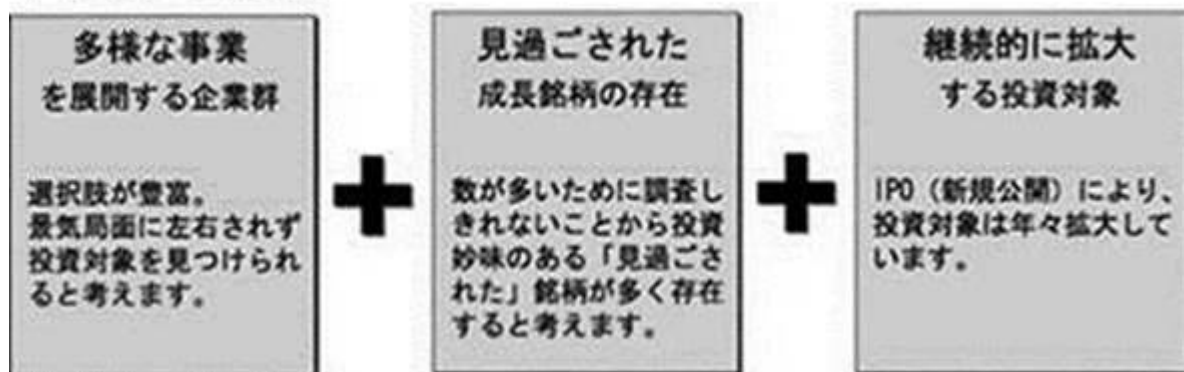 多様な事業
を展開する企業群
選択肢が豊富。
景気局面に左右されず
投資対象を見つけられ
ると考えます。
見過ごされた
成長銘柄の存在
数が多いために調査し
きれないことから投資
妙味のある「見過ごさ
れた」銘柄が多く存在
すると考えます。
継続的に拡大
する投資対象
IPO（新規公開）により、
投資対象は年々拡大して
います。